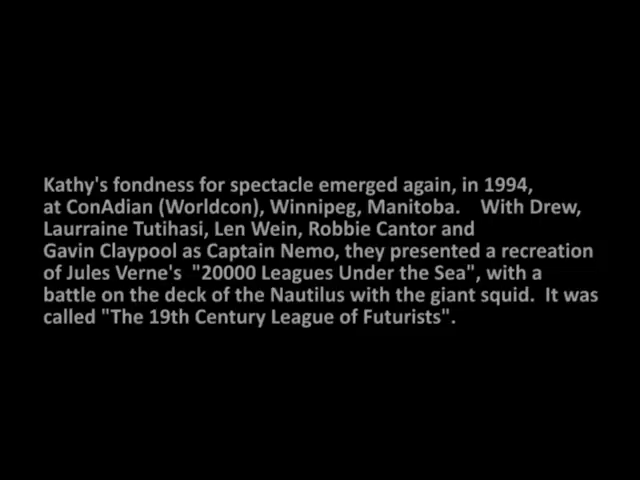 Kathy's fondness for spectacle emerged again, in 1994,
at ConAdian (Worldcon), Winnipeg, Manitoba.    With Drew,
Laurraine Tutihasi, Len Wein, Robbie Cantor and
Gavin Claypool as Captain Nemo, they presented a recreation
of Jules Verne's  "20000 Leagues Under the Sea", with a
battle on the deck of the Nautilus with the giant squid.  It was
called "The 19th Century League of Futurists".